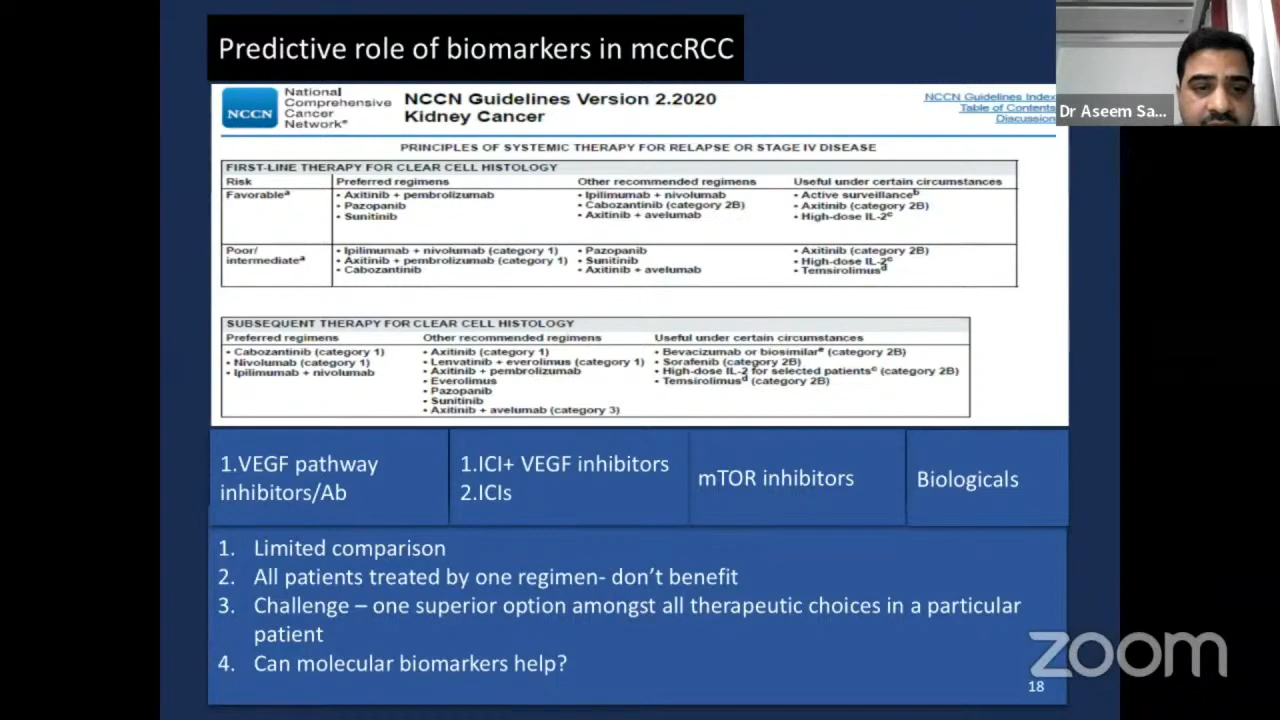 Predictive role of biomarkers in mccRCC
Dr Aseem Sa...
NCCN
National
Comprehensive
Cancer
Network®
NCCN Guidelines Version 2.2020
Kidney Cancer
NCCN Guidelines Index
Table of Contents
Discussion
PRINCIPLES OF SYSTEMIC THERAPY FOR RELAPSE OR STAGE IV DISEASE
FIRST-LINE THERAPY FOR CLEAR CELL HISTOLOGY
Risk Preferred regimens Other recommended regimens Useful under certain circumstances
Favorableᵃ
• Axitinib + pembrolizumab
• Pazopanib
• Sunitinib
• Ipilimumab + nivolumab
• Cabozantinib (category 2B)
• Axitinib + avelumab
• Active surveillanceᵇ
• Axitinib (category 2B)
• High-dose IL-2ᶜ
Poor/
intermediateᵃ
• Ipilimumab + nivolumab (category 1)
• Axitinib + pembrolizumab (category 1)
• Cabozantinib
• Pazopanib
• Sunitinib
• Axitinib + avelumab
• Axitinib (category 2B)
• High-dose IL-2ᶜ
• Temsirolimusᵈ
SUBSEQUENT THERAPY FOR CLEAR CELL HISTOLOGY
Preferred regimens Other recommended regimens Useful under certain circumstances
• Cabozantinib (category 1)
• Nivolumab (category 1)
• Ipilimumab + nivolumab
• Axitinib (category 1)
• Lenvatinib + everolimus (category 1)
• Axitinib + pembrolizumab
• Everolimus
• Pazopanib
• Sunitinib
• Axitinib + avelumab (category 3)
• Bevacizumab or biosimilarᵉ (category 2B)
• Sorafenib (category 2B)
• High-dose IL-2 for selected patientsᶜ (category 2B)
• Temsirolimusᵈ (category 2B)
1.VEGF pathway
inhibitors/Ab
1.ICI+ VEGF inhibitors
2.ICIs
mTOR inhibitors
Biologicals
1. Limited comparison
2. All patients treated by one regimen- don’t benefit
3. Challenge – one superior option amongst all therapeutic choices in a particular
patient
4. Can molecular biomarkers help?
zoom
18